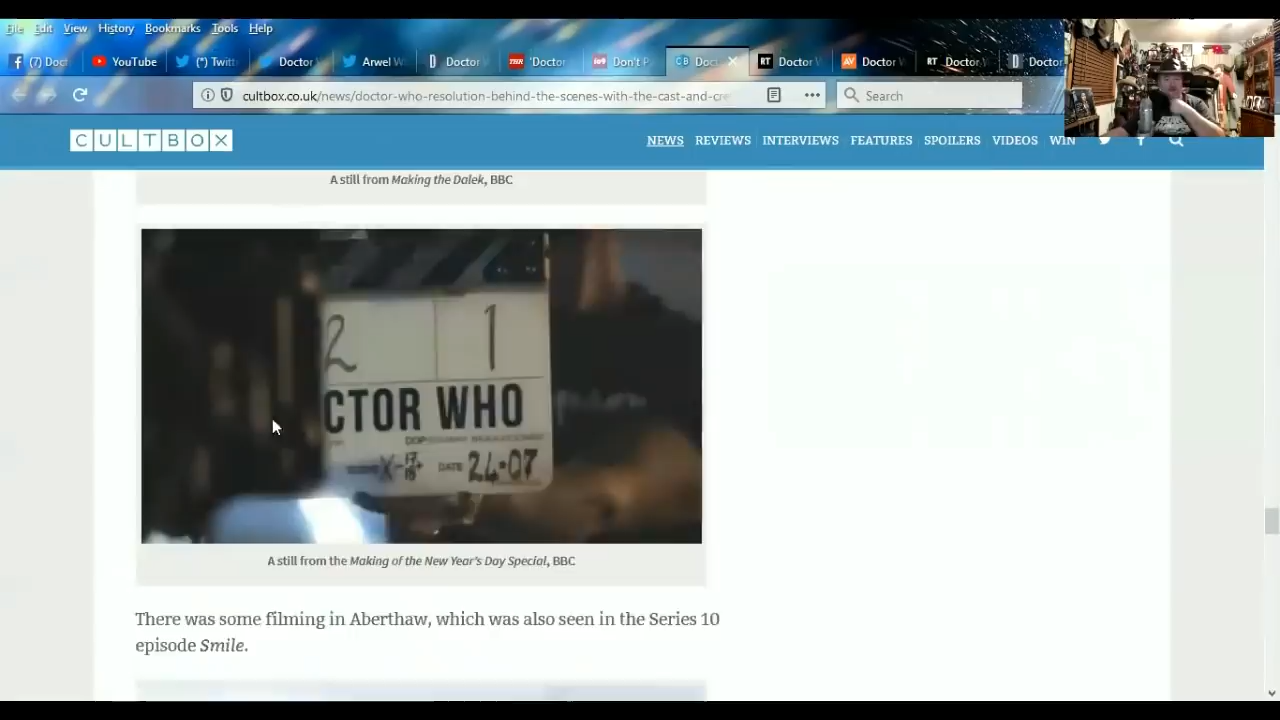 File Edit View History Bookmarks Tools Help
(7) Doct
YouTube
(*) Twitt
Doctor
Arwel W
Doctor
'Doctor
Don't P
Doct
Doctor
Doctor
Doctor
Doctor
cultbox.co.uk/news/doctor-who-resolution-behind-the-scenes-with-the-cast-and-cre
Search
CULTBOX
NEWS REVIEWS INTERVIEWS FEATURES SPOILERS VIDEOS WIN
A still from Making the Dalek, BBC
2 1
CTOR WHO
DOP
DATE 24-07
A still from the Making of the New Year's Day Special, BBC
There was some filming in Aberthaw, which was also seen in the Series 10
episode Smile.